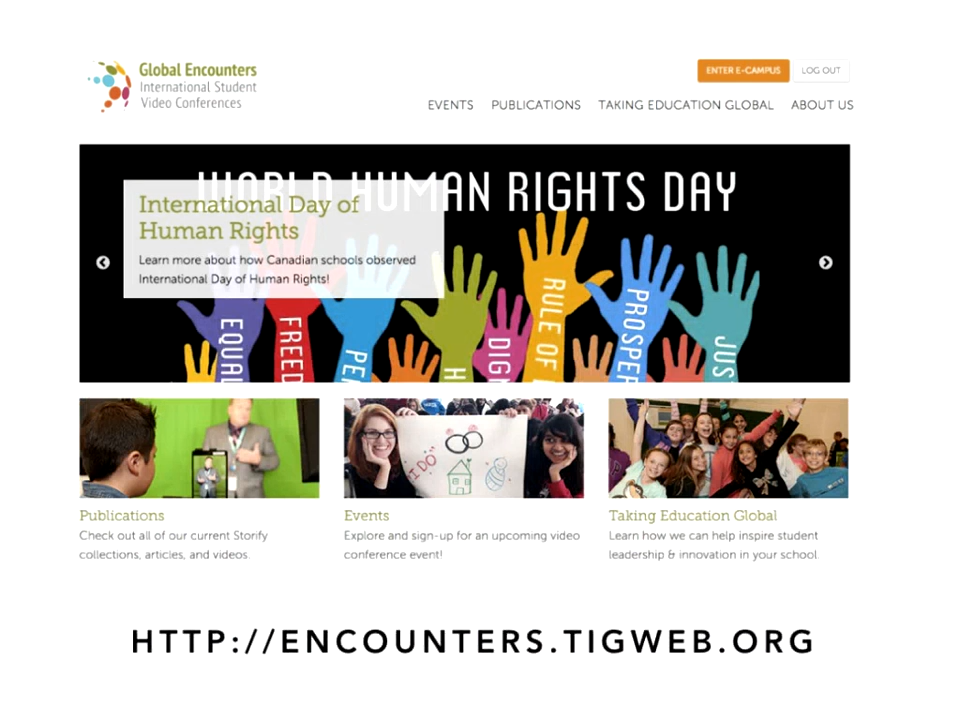 Global Encounters
International Student
Video Conferences
ENTER E-CAMPUS
LOG OUT
EVENTS PUBLICATIONS TAKING EDUCATION GLOBAL ABOUT US
WORLD HUMAN RIGHTS DAY
International Day of
Human Rights
Learn more about how Canadian schools observed
International Day of Human Rights!
EQUAL
FREED
PEA
H
DIGN
RULE OF
PROSPER
JUS
I DO
Publications
Check out all of our current Storify
collections, articles, and videos.
Events
Explore and sign-up for an upcoming video
conference event!
Taking Education Global
Learn how we can help inspire student
leadership & innovation in your school.
HTTP://ENCOUNTERS.TIGWEB.ORG